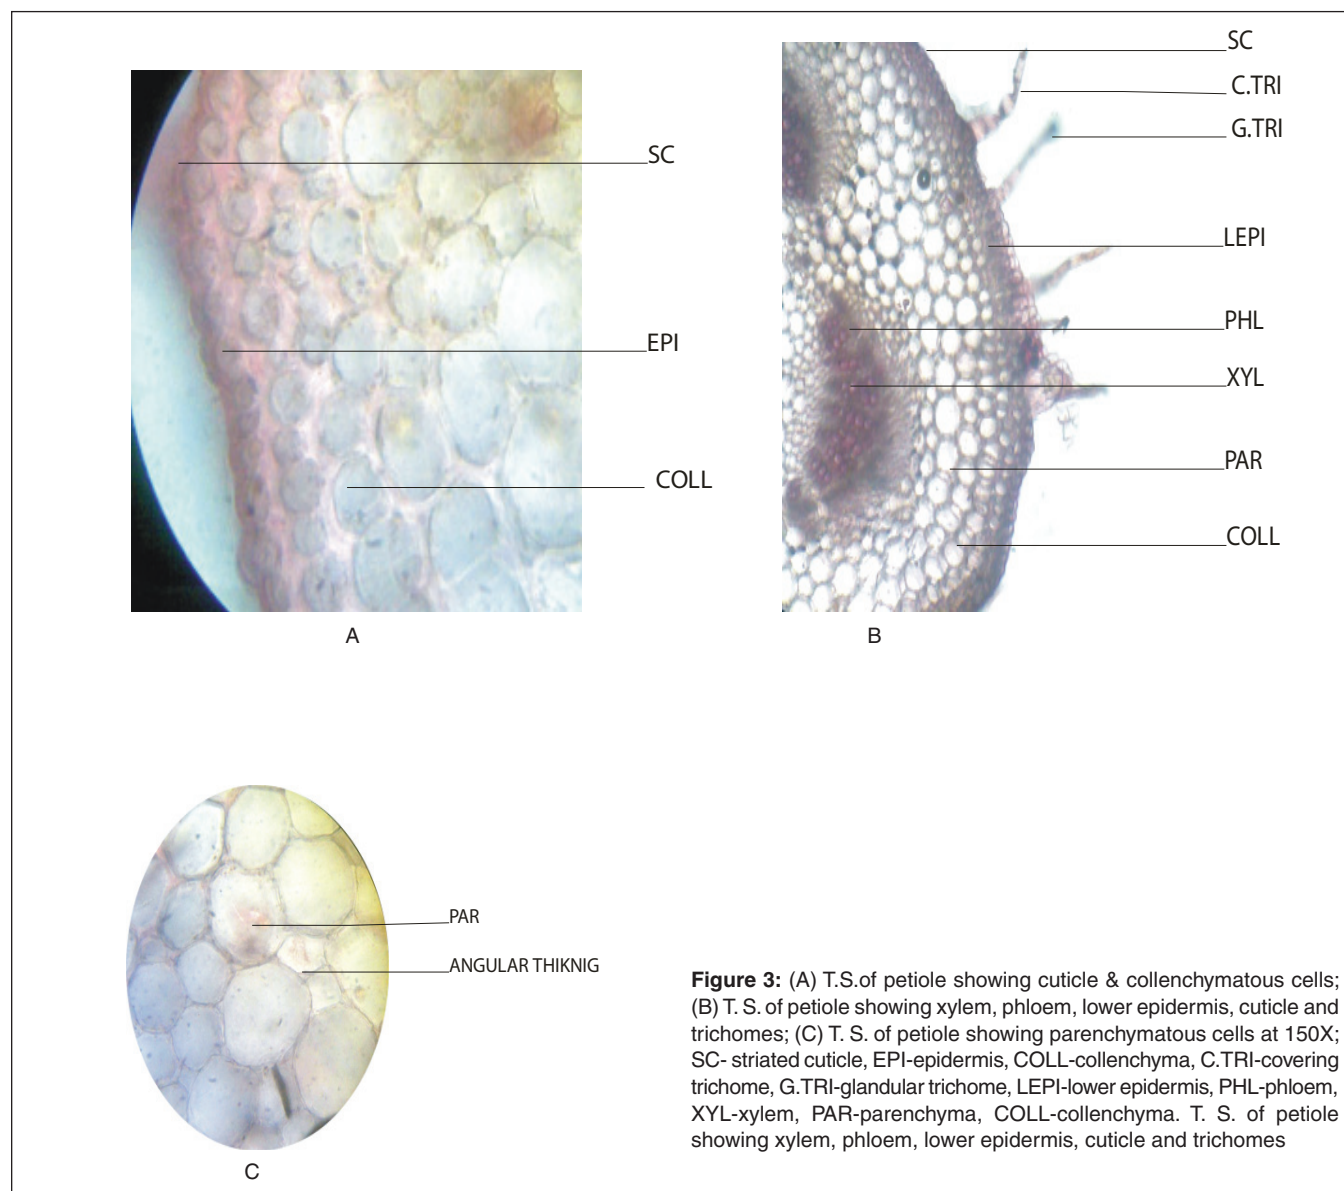 SC
EPI
COLL
A
SC
C.TRI
G.TRI
LEPI
PHL
XYL
PAR
COLL
B
PAR
ANGULAR THIKNIG
C
Figure 3: (A) T.S.of petiole showing cuticle & collenchymatous cells;
(B) T. S. of petiole showing xylem, phloem, lower epidermis, cuticle and
trichomes; (C) T. S. of petiole showing parenchymatous cells at 150X;
SC- striated cuticle, EPI-epidermis, COLL-collenchyma, C.TRI-covering
trichome, G.TRI-glandular trichome, LEPI-lower epidermis, PHL-phloem,
XYL-xylem, PAR-parenchyma, COLL-collenchyma. T. S. of petiole
showing xylem, phloem, lower epidermis, cuticle and trichomes